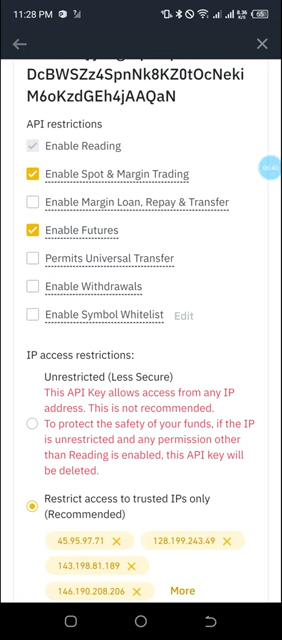 11:28 PM
DcBWSZz4SpnNk8KZ0tOcNeki
M6oKzdGEh4jAAQaN
API restrictions
Enable Reading
Enable Spot & Margin Trading
Enable Margin Loan, Repay & Transfer
Enable Futures
Permits Universal Transfer
Enable Withdrawals
Enable Symbol Whitelist Edit
IP access restrictions:
Unrestricted (Less Secure)
This API Key allows access from any IP
address. This is not recommended.
To protect the safety of your funds, if the IP
is unrestricted and any permission other
than Reading is enabled, this API key will
be deleted.
Restrict access to trusted IPs only
(Recommended)
45.95.97.71 128.199.243.49
143.198.81.189
146.190.208.206 More